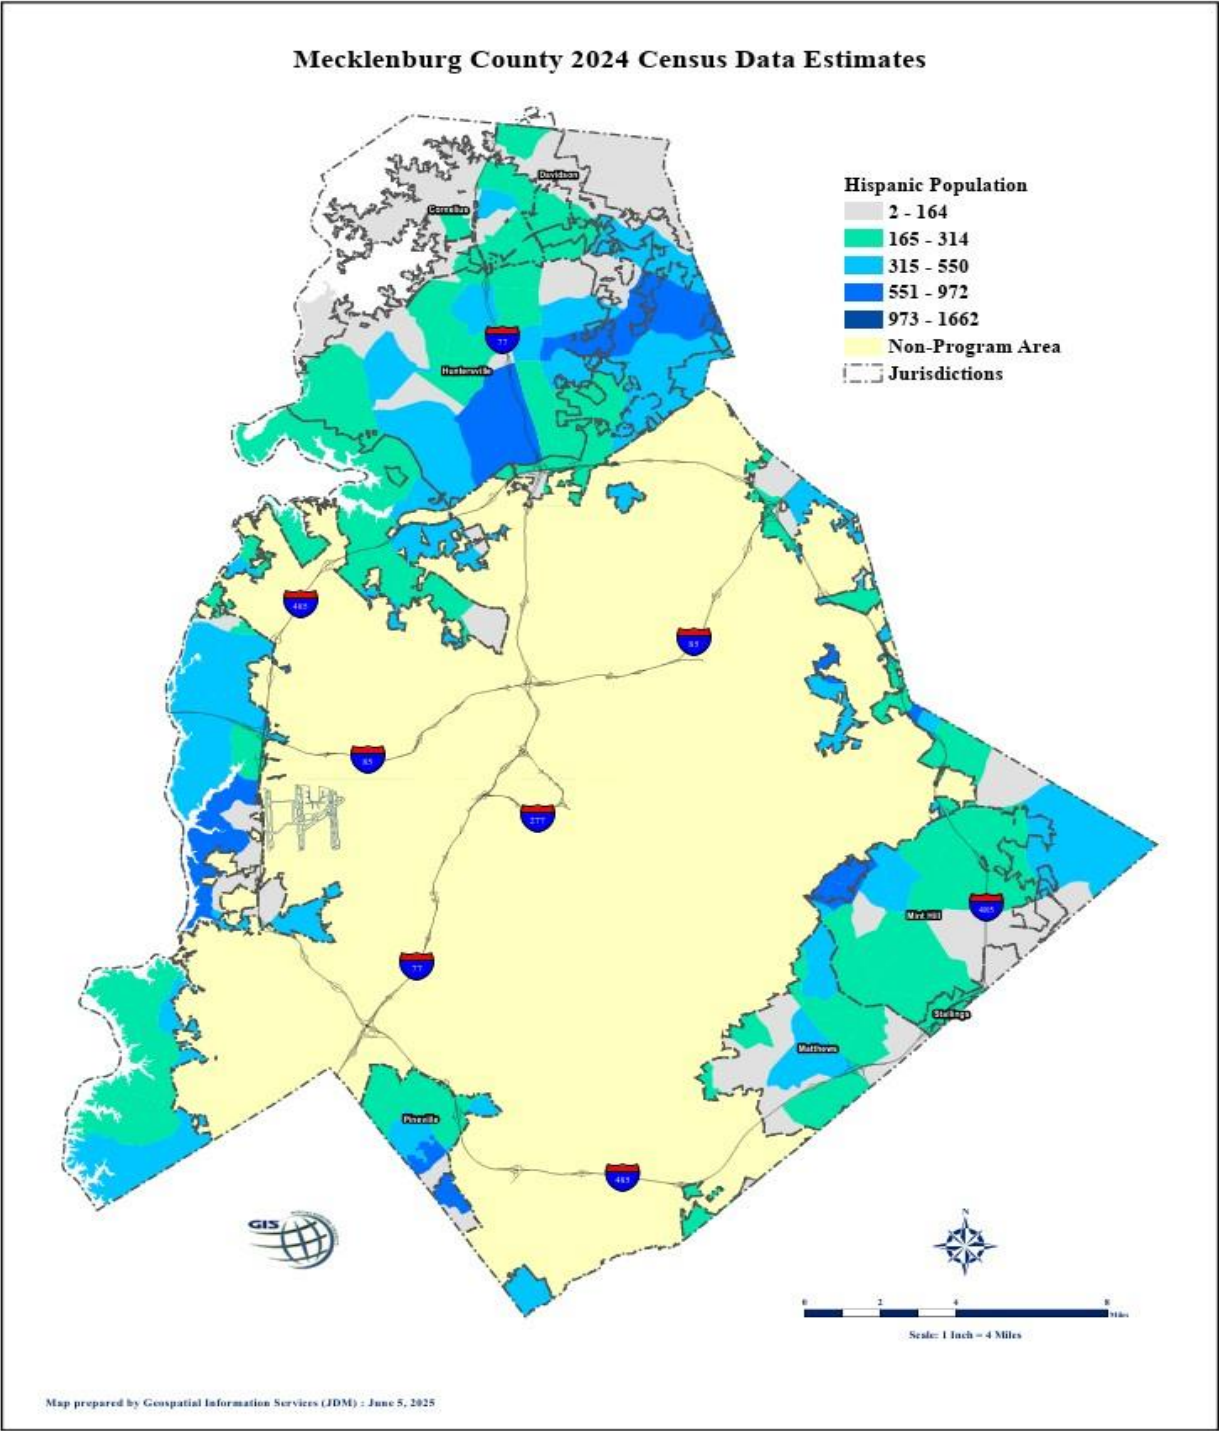 Mecklenburg County 2024 Census Data Estimates
Davidson
Cornelius
Hispanic Population
2 - 164
165 - 314
315 - 550
551 - 972
973 - 1662
Non-Program Area
Jurisdictions
77
Huntersville
485
85
85
277
Mint Hill
485
77
Stallings
Matthews
Pineville
485
GIS
N
0 2 4 8
Miles
Scale: 1 Inch = 4 Miles
Map prepared by Geospatial Information Services (JDM) : June 5, 2025